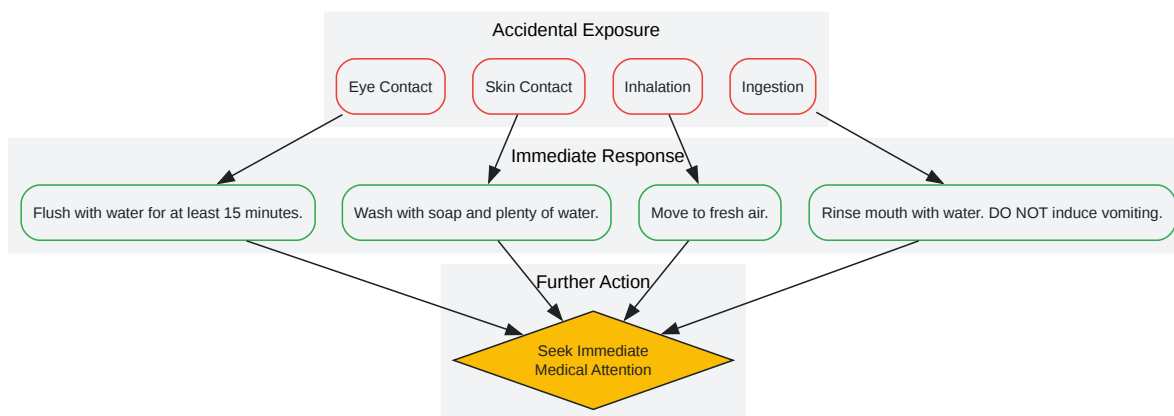 Accidental Exposure
Eye Contact
Skin Contact
Inhalation
Ingestion
Immediate Response
Flush with water for at least 15 minutes.
Wash with soap and plenty of water.
Move to fresh air.
Rinse mouth with water. DO NOT induce vomiting.
Further Action
Seek Immediate
Medical Attention